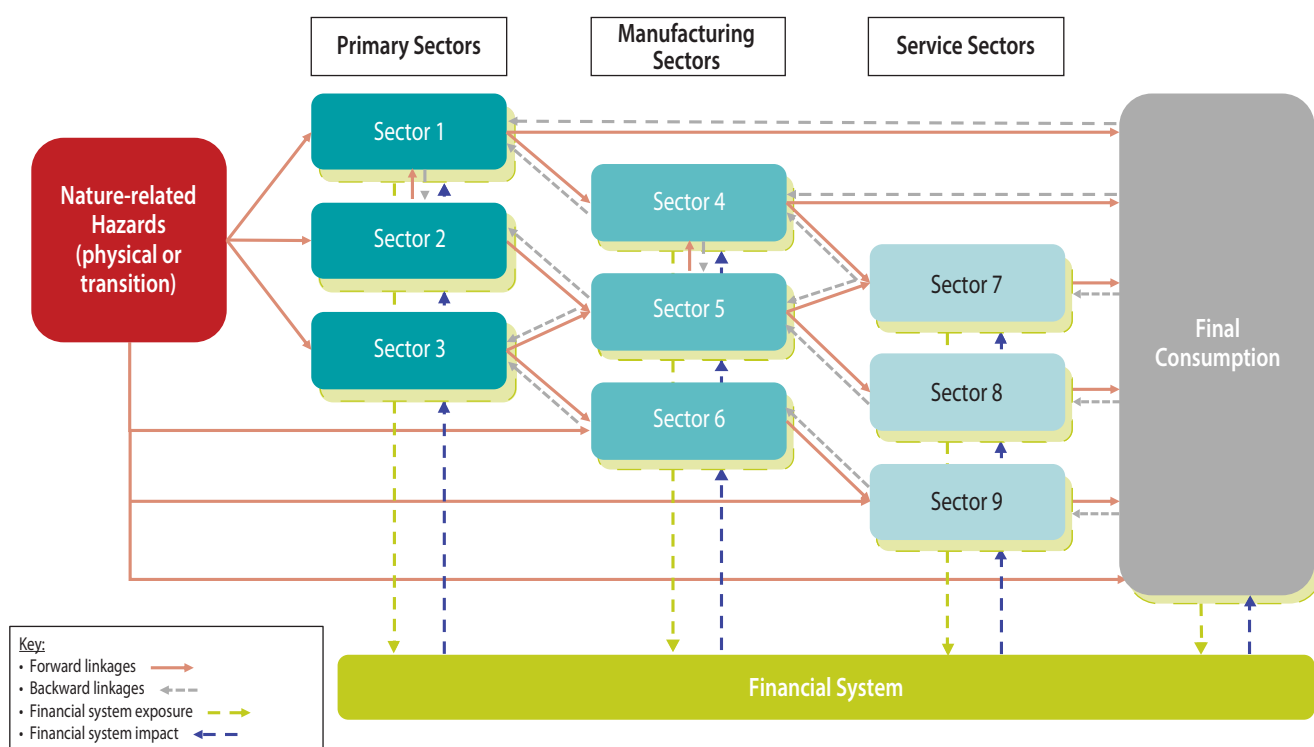 Primary Sectors
Manufacturing
Sectors
Service Sectors
Nature-related
Hazards
(physical or
transition)
Sector 1
Sector 2
Sector 3
Sector 4
Sector 5
Sector 6
Sector 7
Sector 8
Sector 9
Final
Consumption
Key:
• Forward linkages
• Backward linkages
• Financial system exposure
• Financial system impact
Financial System